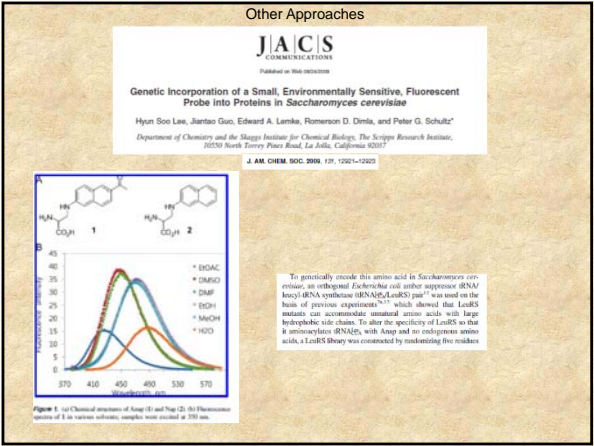 Other Approaches
J|A|C|S
COMMUNICATIONS
Published on Web
Genetic Incorporation of a Small, Environmentally Sensitive, Fluorescent
Probe into Proteins in Saccharomyces cerevisiae
Hyun Soo Lee, Jiantao Guo, Edward A. Lemke, Romerson D. Dimla, and Peter G. Schultz*
Department of Chemistry and the Skaggs Institute for Chemical Biology, The Scripps Research Institute,
10550 North Torrey Pines Road, La Jolla, California 92037
J. AM. CHEM. SOC. 2009, 131, 12921–12923
A
O
HN
H₂N
CO₂H
1
HN
H₂N
CO₂H
2
B
Fluorescence Intensity
45
40
35
30
25
20
15
10
5
0
370 410 450 490 530 570
Wavelength, nm
EtOAC
DMSO
DMF
EtOH
MeOH
H2O
Figure 1. (a) Chemical structures of Anap (1) and Nap (2). (b) Fluorescence
spectra of 1 in various solvents; samples were excited at 350 nm.
To genetically encode this amino acid in Saccharomyces cer-
evisiae, an orthogonal Escherichia coli amber suppressor tRNA/
leucyl-tRNA synthetase (tRNA /LeuRS) pair was used on the
basis of previous experiments which showed that LeuRS
mutants can accommodate unnatural amino acids with large
hydrophobic side chains. To alter the specificity of LeuRS so that
it aminoacylates tRNA with Anap and no endogenous amino
acids, a LeuRS library was constructed by randomizing five residues